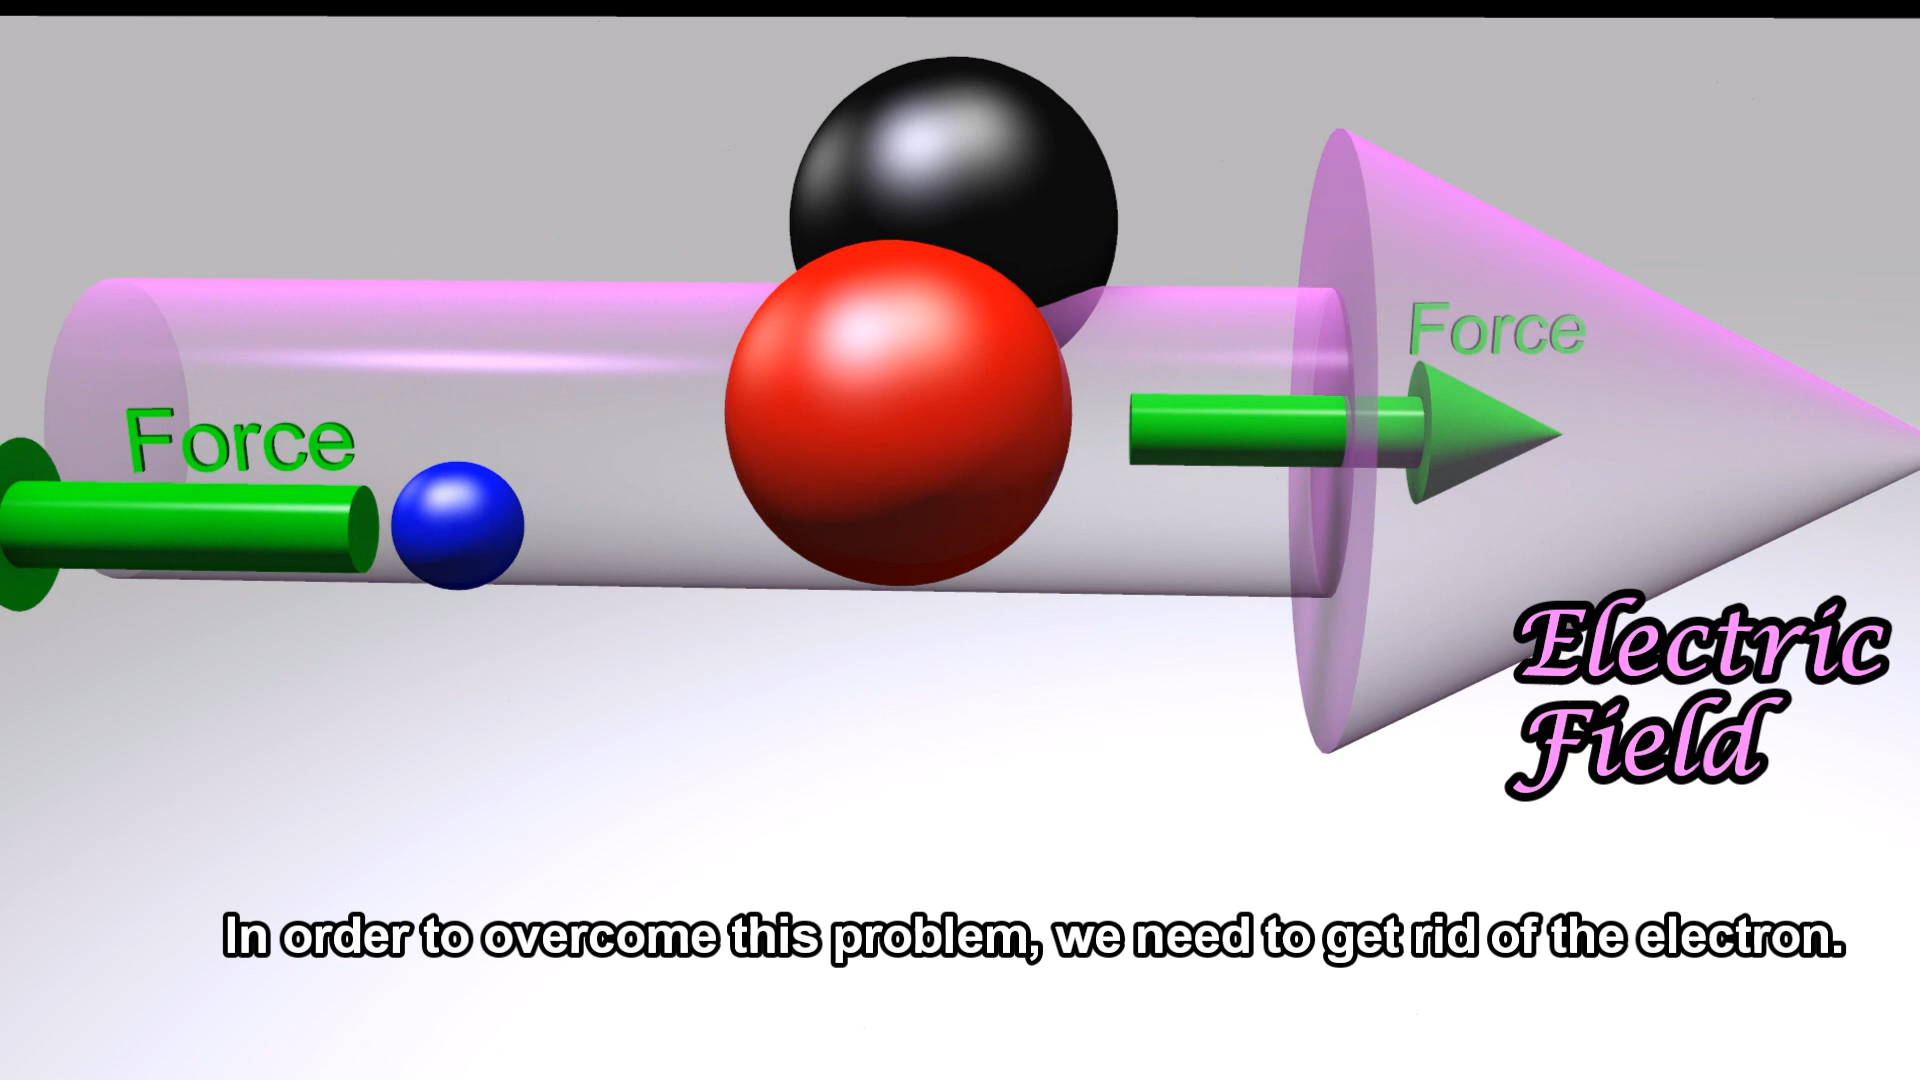 Force
Force
Electric
Field
In order to overcome this problem, we need to get rid of the electron.